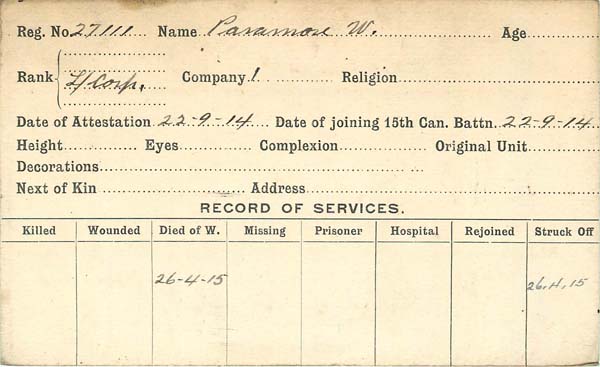 Reg. No. 27111 Name Paramore W. Age
Rank L/Corp. Company 1 Religion
Date of Attestation 22-9-14 Date of joining 15th Can. Battn. 22-9-14
Height Eyes Complexion Original Unit
Decorations
Next of Kin Address
RECORD OF SERVICES.
Killed Wounded Died of W. Missing Prisoner Hospital Rejoined Struck Off
26-4-15 26.4.15